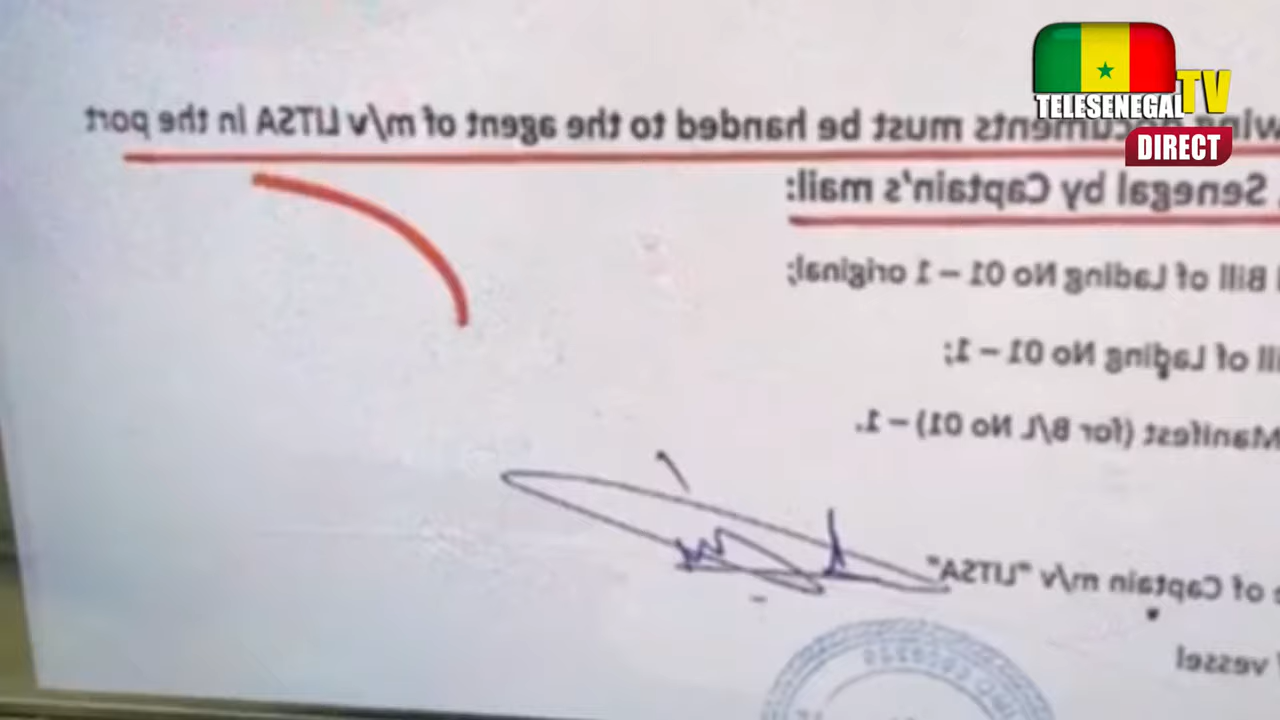 TELESENEGAL TV
DIRECT
must be handed to the agent of m/v LITSA in the port
Senegal by Captain's mail:
Bill of Lading No 01 – 1 original;
of Lading No 01 – 1;
Manifest (for B/L No 01) – 1.
of Captain m/v "LITSA"
vessel